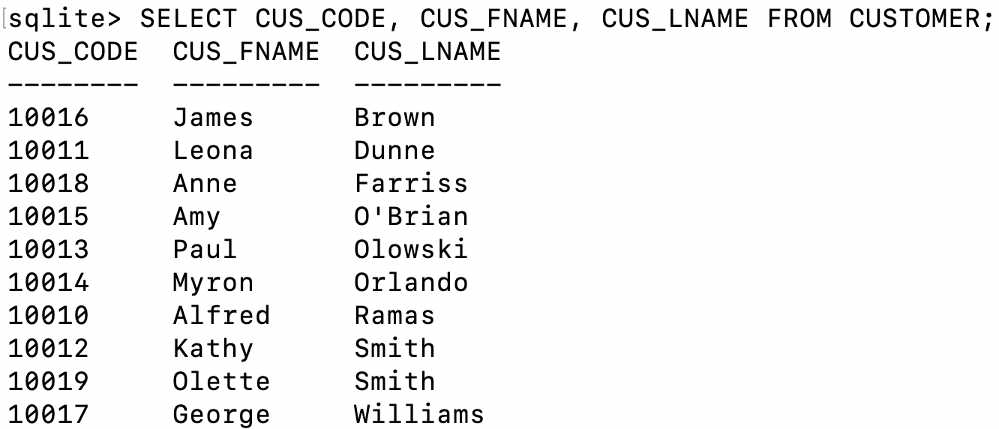 [sqlite> SELECT CUS_CODE, CUS_FNAME, CUS_LNAME FROM CUSTOMER;
CUS_CODE  CUS_FNAME  CUS_LNAME
--------  ---------  ---------
10016     James      Brown
10011     Leona      Dunne
10018     Anne       Farriss
10015     Amy        O'Brian
10013     Paul       Olowski
10014     Myron      Orlando
10010     Alfred     Ramas
10012     Kathy      Smith
10019     Olette     Smith
10017     George     Williams